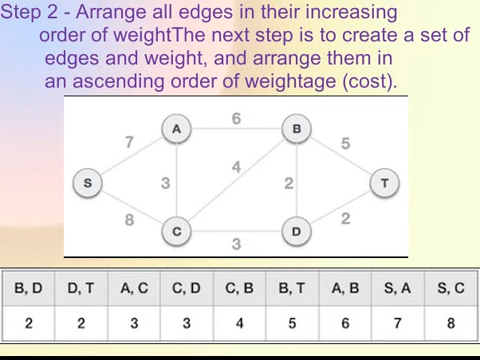 Step 2 - Arrange all edges in their increasing
order of weightThe next step is to create a set of
edges and weight, and arrange them in
an ascending order of weightage (cost).
6
A B
7 5
4
S 3 2 T
8 2
C D
3
B, D D, T A, C C, D C, B B, T A, B S, A S, C
2 2 3 3 4 5 6 7 8